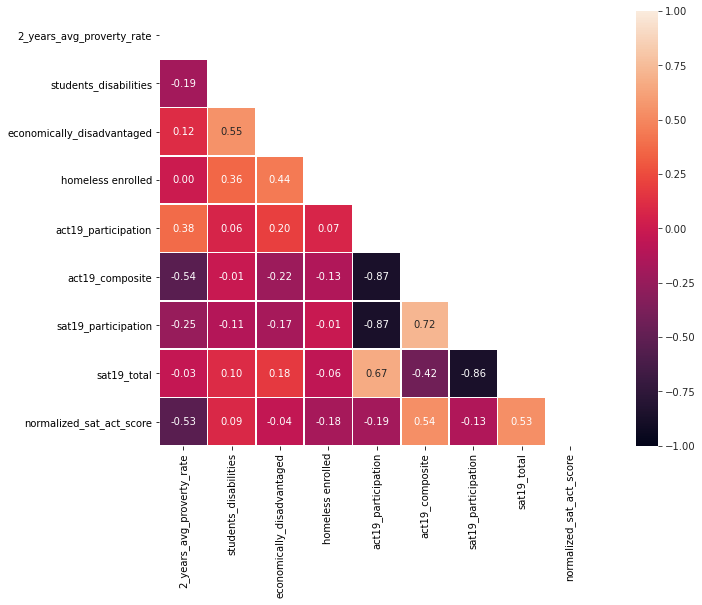 2_years_avg_proverty_rate
students_disabilities -0.19
economically_disadvantaged 0.12 0.55
homeless enrolled 0.00 0.36 0.44
act19_participation 0.38 0.06 0.20 0.07
act19_composite -0.54 -0.01 -0.22 -0.13 -0.87
sat19_participation -0.25 -0.11 -0.17 -0.01 -0.87 0.72
sat19_total -0.03 0.10 0.18 -0.06 0.67 -0.42 -0.86
normalized_sat_act_score -0.53 0.09 -0.04 -0.18 -0.19 0.54 -0.13 0.53
2_years_avg_proverty_rate
students_disabilities
economically_disadvantaged
homeless enrolled
act19_participation
act19_composite
sat19_participation
sat19_total
normalized_sat_act_score
1.00
0.75
0.50
0.25
0.00
-0.25
-0.50
-0.75
-1.00